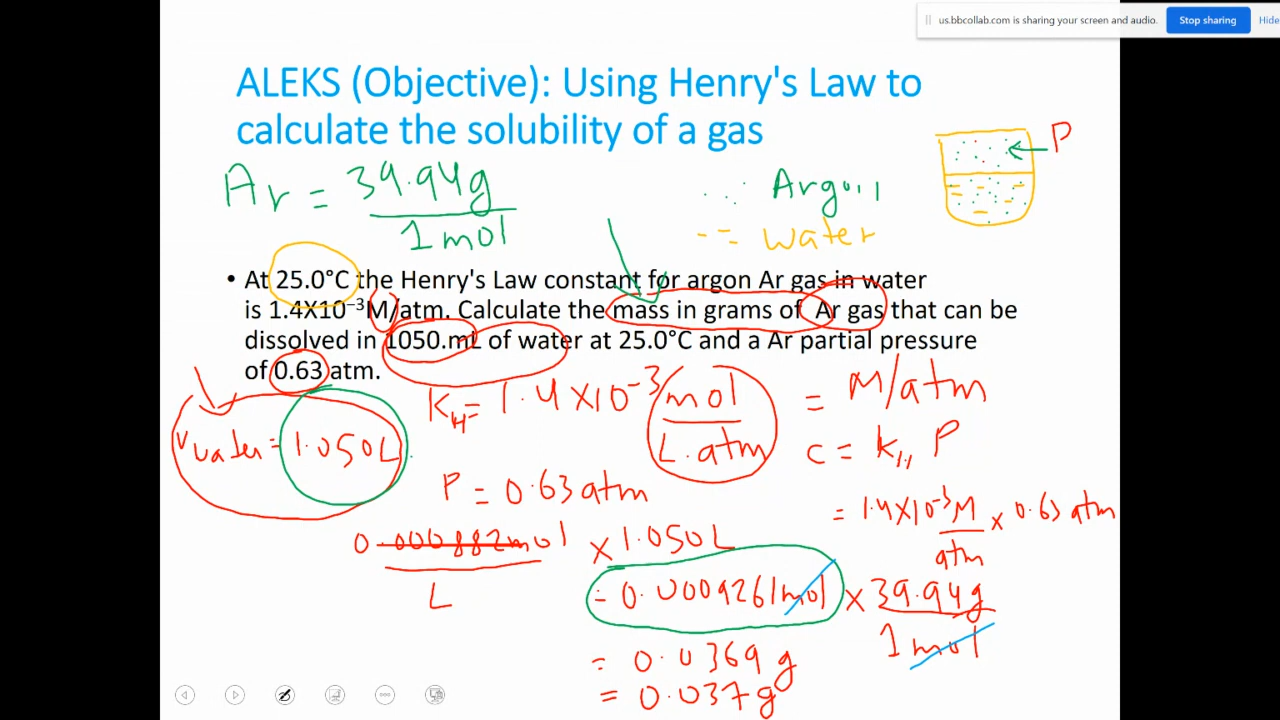 us.bbcollab.com is sharing your screen and audio. Stop sharing Hide
ALEKS (Objective): Using Henry's Law to
calculate the solubility of a gas
P
Ar = 39.94g
1 mol
Argon
water
• At 25.0°C the Henry's Law constant for argon Ar gas in water
is 1.4X10⁻³M/atm. Calculate the mass in grams of Ar gas that can be
dissolved in 1050.mL of water at 25.0°C and a Ar partial pressure
of 0.63 atm.
KH = 1.4 X10⁻³ mol
L. atm
= M/atm
Vwater = 1.050L
C = KH P
P = 0.63 atm
= 1.4X10⁻³ M x 0.63 atm
atm
0.000882mol x 1.050L
L
= 0.0009261mol x 39.94g
1 mol
= 0.0369 g
= 0.037 g